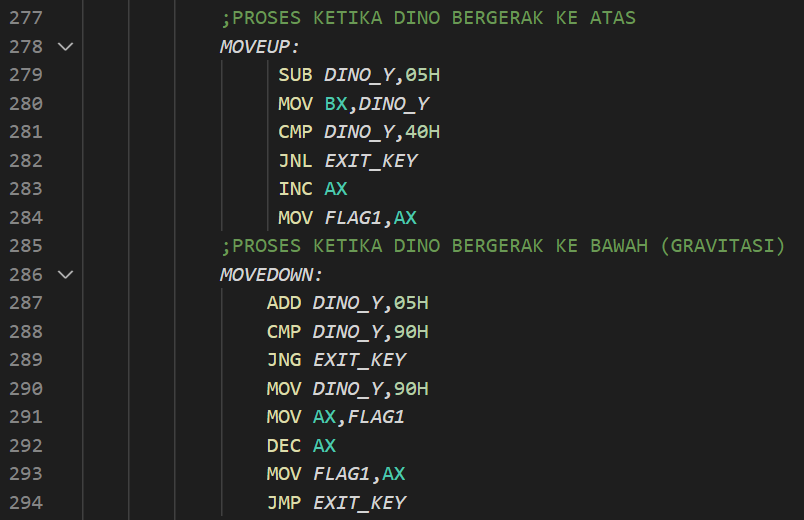 277 ;PROSES KETIKA DINO BERGERAK KE ATAS
278 MOVEUP:
279 SUB DINO_Y,05H
280 MOV BX,DINO_Y
281 CMP DINO_Y,40H
282 JNL EXIT_KEY
283 INC AX
284 MOV FLAG1,AX
285 ;PROSES KETIKA DINO BERGERAK KE BAWAH (GRAVITASI)
286 MOVEDOWN:
287 ADD DINO_Y,05H
288 CMP DINO_Y,90H
289 JNG EXIT_KEY
290 MOV DINO_Y,90H
291 MOV AX,FLAG1
292 DEC AX
293 MOV FLAG1,AX
294 JMP EXIT_KEY